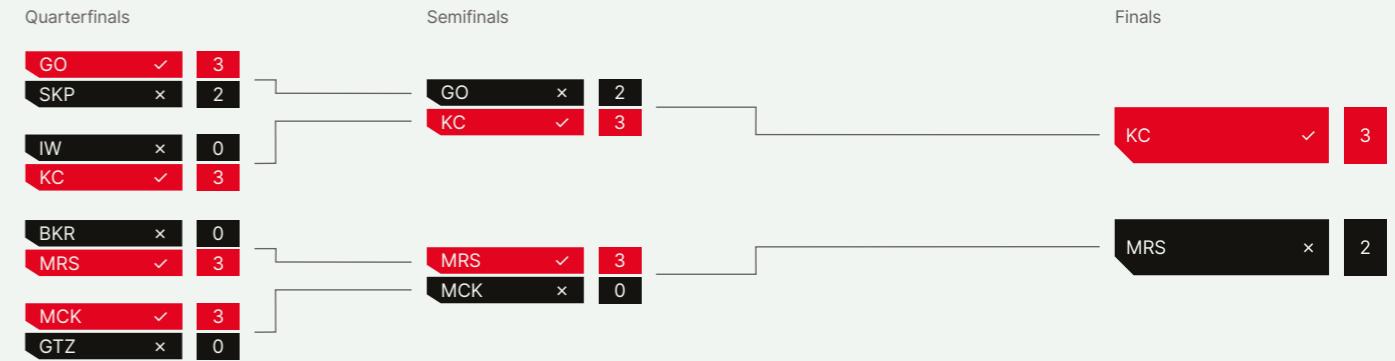 Quarterfinals
Semifinals
Finals
GO ✓ 3
SKP × 2
IW × 0
KC ✓ 3
BKR × 0
MRS ✓ 3
MCK ✓ 3
GTZ × 0
GO × 2
KC ✓ 3
MRS ✓ 3
MCK × 0
KC ✓ 3
MRS × 2